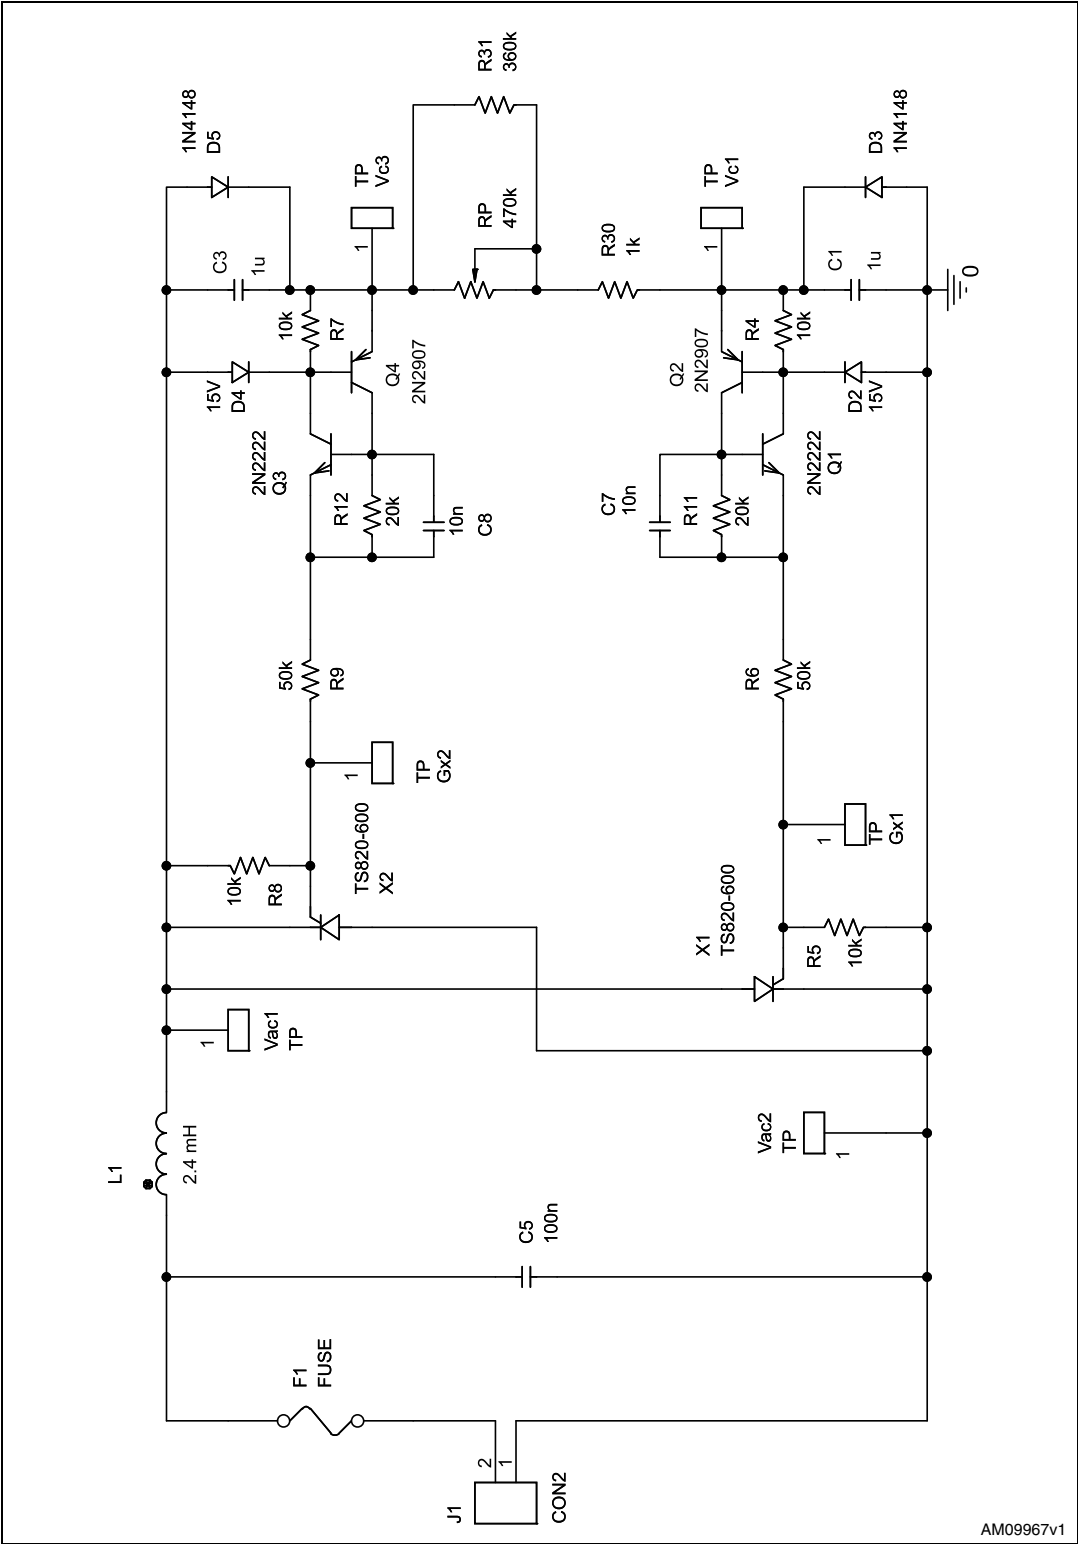 R31
360k
1N4148
D5
TP
Vc3
RP
470k
TP
Vc1
D3
1N4148
C3
1u
1
R30
1k
1
C1
1u
0
10k
R7
Q4
2N2907
Q2
2N2907
R4
10k
15V
D4
D2
15V
2N2222
Q3
2N2222
Q1
R12
20k
10n
C8
C7
10n
R11
20k
50k
R9
R6
50k
1
TP
Gx2
1
TP
Gx1
10k
R8
TS820-600
X2
X1
TS820-600
R5
10k
1
Vac1
TP
Vac2
TP
1
L1
2.4 mH
C5
100n
F1
FUSE
2
1
J1
CON2
AM09967v1